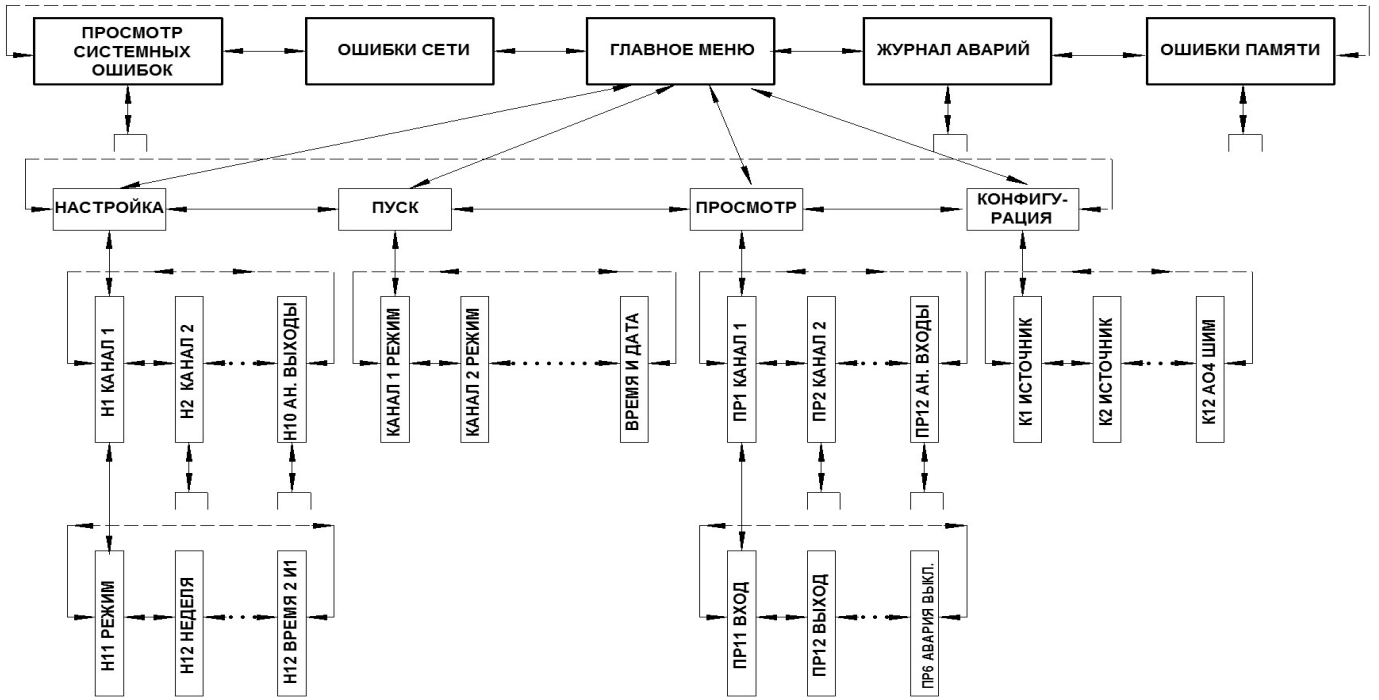 ПРОСМОТР
СИСТЕМНЫХ
ОШИБОК
ОШИБКИ СЕТИ
ГЛАВНОЕ МЕНЮ
ЖУРНАЛ АВАРИЙ
ОШИБКИ ПАМЯТИ
НАСТРОЙКА
ПУСК
ПРОСМОТР
КОНФИГУ-
РАЦИЯ
Н1 КАНАЛ 1
Н2 КАНАЛ 2
Н10 АН. ВЫХОДЫ
КАНАЛ 1 РЕЖИМ
КАНАЛ 2 РЕЖИМ
ВРЕМЯ И ДАТА
ПР1 КАНАЛ 1
ПР2 КАНАЛ 2
ПР12 АН. ВХОДЫ
К1 ИСТОЧНИК
К2 ИСТОЧНИК
К12 АО4 ШИМ
Н11 РЕЖИМ
Н12 НЕДЕЛЯ
Н12 ВРЕМЯ 2 И1
ПР11 ВХОД
ПР12 ВЫХОД
ПР6 АВАРИЯ ВЫКЛ.